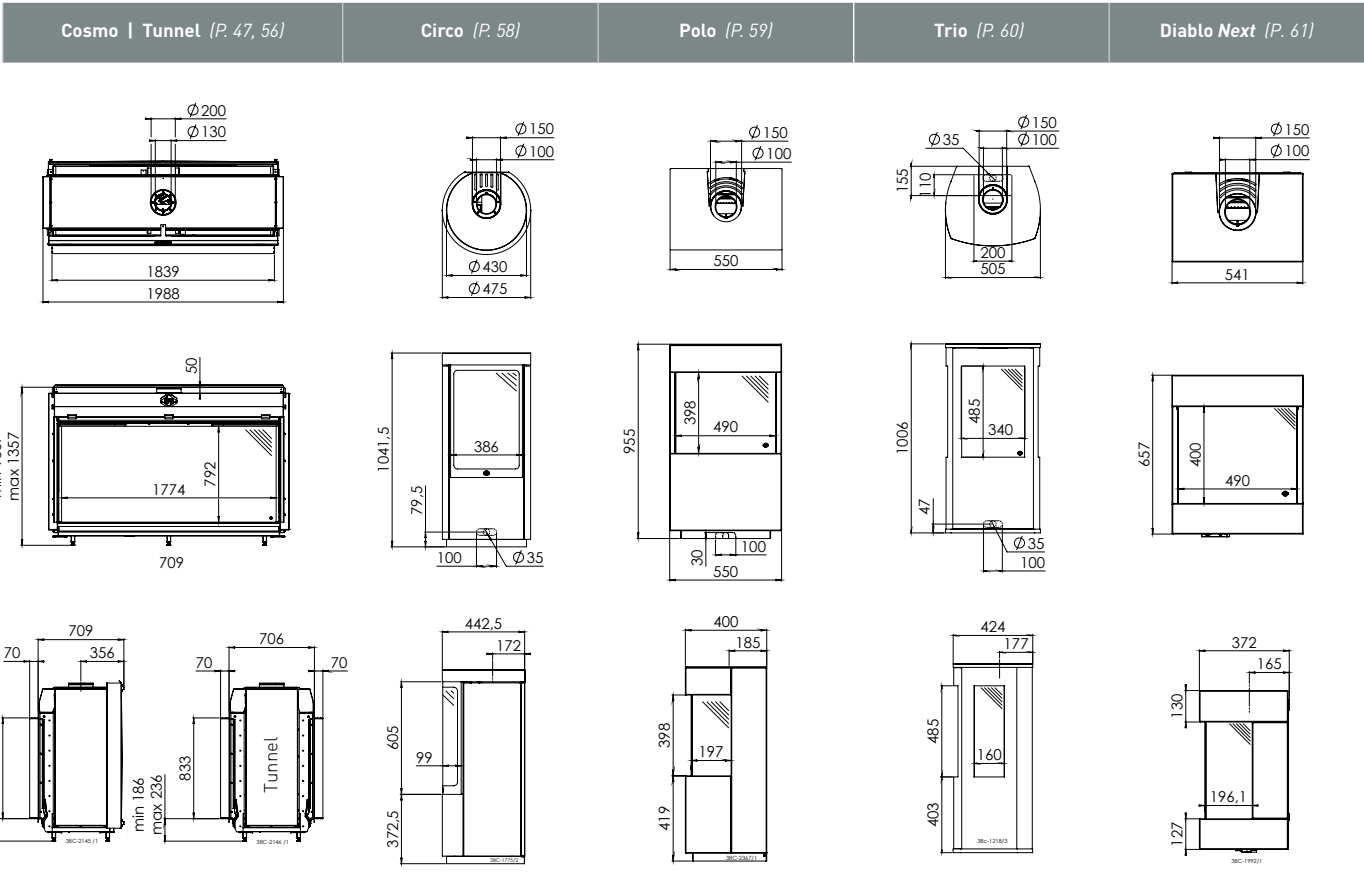 Cosmo | Tunnel (P. 47, 56)
Circo (P. 58)
Polo (P. 59)
Trio (P. 60)
Diablo Next (P. 61)
Ø200
Ø130
1839
1988
Ø150
Ø100
Ø430
Ø475
Ø150
Ø100
550
Ø150
Ø35
Ø100
155
110
200
505
Ø150
Ø100
541
50
max 1357
792
1774
709
1041,5
386
79,5
100
Ø35
955
398
490
30
100
550
1006
485
340
47
Ø35
100
657
400
490
709
70
356
38C-2145 /1
706
70
70
833
Tunnel
min 186
max 236
38C-2146 /1
442,5
172
605
99
372,5
38C-1775/2
400
185
398
197
419
38C-2367/1
424
177
485
160
403
38c-1218/3
372
165
130
196,1
127
38C-1992/1